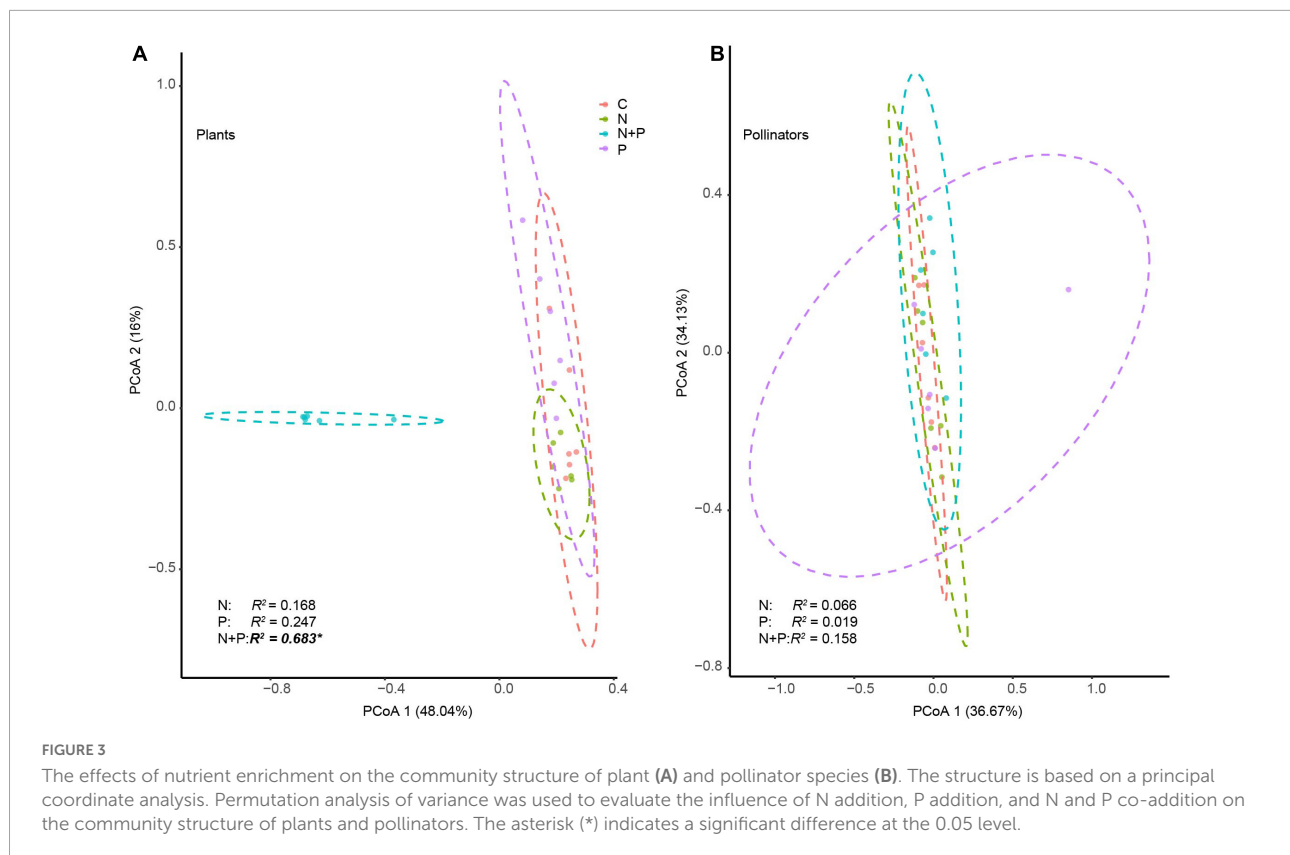 A
Plants
C
N
N+P
P
1.0
0.5
0.0
−0.5
PCoA 2 (16%)
N: R² = 0.168
P: R² = 0.247
N+P: R² = 0.683*
−0.8 −0.4 0.0 0.4
PCoA 1 (48.04%)
B
Pollinators
0.4
0.0
−0.4
−0.8
PCoA 2 (34.13%)
N: R² = 0.066
P: R² = 0.019
N+P: R² = 0.158
−1.0 −0.5 0.0 0.5 1.0
PCoA 1 (36.67%)
FIGURE 3
The effects of nutrient enrichment on the community structure of plant (A) and pollinator species (B). The structure is based on a principal
coordinate analysis. Permutation analysis of variance was used to evaluate the influence of N addition, P addition, and N and P co-addition on
the community structure of plants and pollinators. The asterisk (*) indicates a significant difference at the 0.05 level.